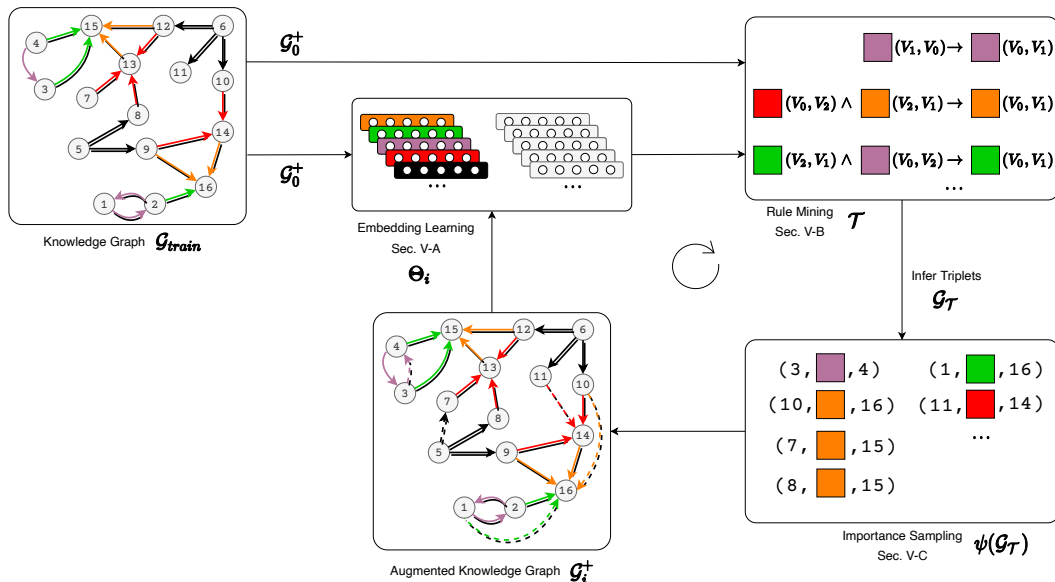 15
12
6
4
13
11
3
10
7
8
14
5
9
16
1
2
Knowledge Graph 𝓖_train
𝓖₀⁺
𝓖₀⁺
...
...
Embedding Learning
Sec. V-A
Θᵢ
(V₁, V₀) → (V₀, V₁)
(V₀, V₂) ∧ (V₂, V₁) → (V₀, V₁)
(V₂, V₁) ∧ (V₀, V₂) → (V₀, V₁)
...
Rule Mining 𝓣
Sec. V-B
Infer Triplets
𝓖_𝓣
(3, ,4) (1, ,16)
(10, ,16) (11, ,14)
(7, ,15) ...
(8, ,15)
Importance Sampling ψ(𝓖_𝓣)
Sec. V-C
15
12
6
4
13
11
3
10
7
8
14
5
9
16
1
2
Augmented Knowledge Graph 𝓖ᵢ⁺